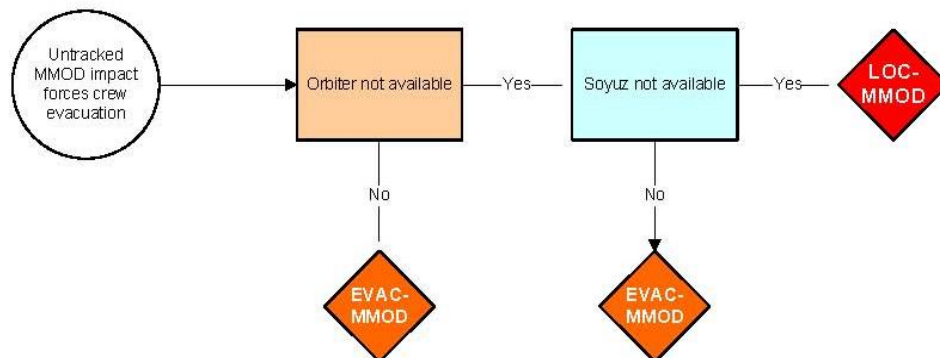 Untracked
MMOD impact
forces crew
evacuation
Orbiter not available
Yes
Soyuz not available
Yes
LOC-
MMOD
No
No
EVAC-
MMOD
EVAC-
MMOD